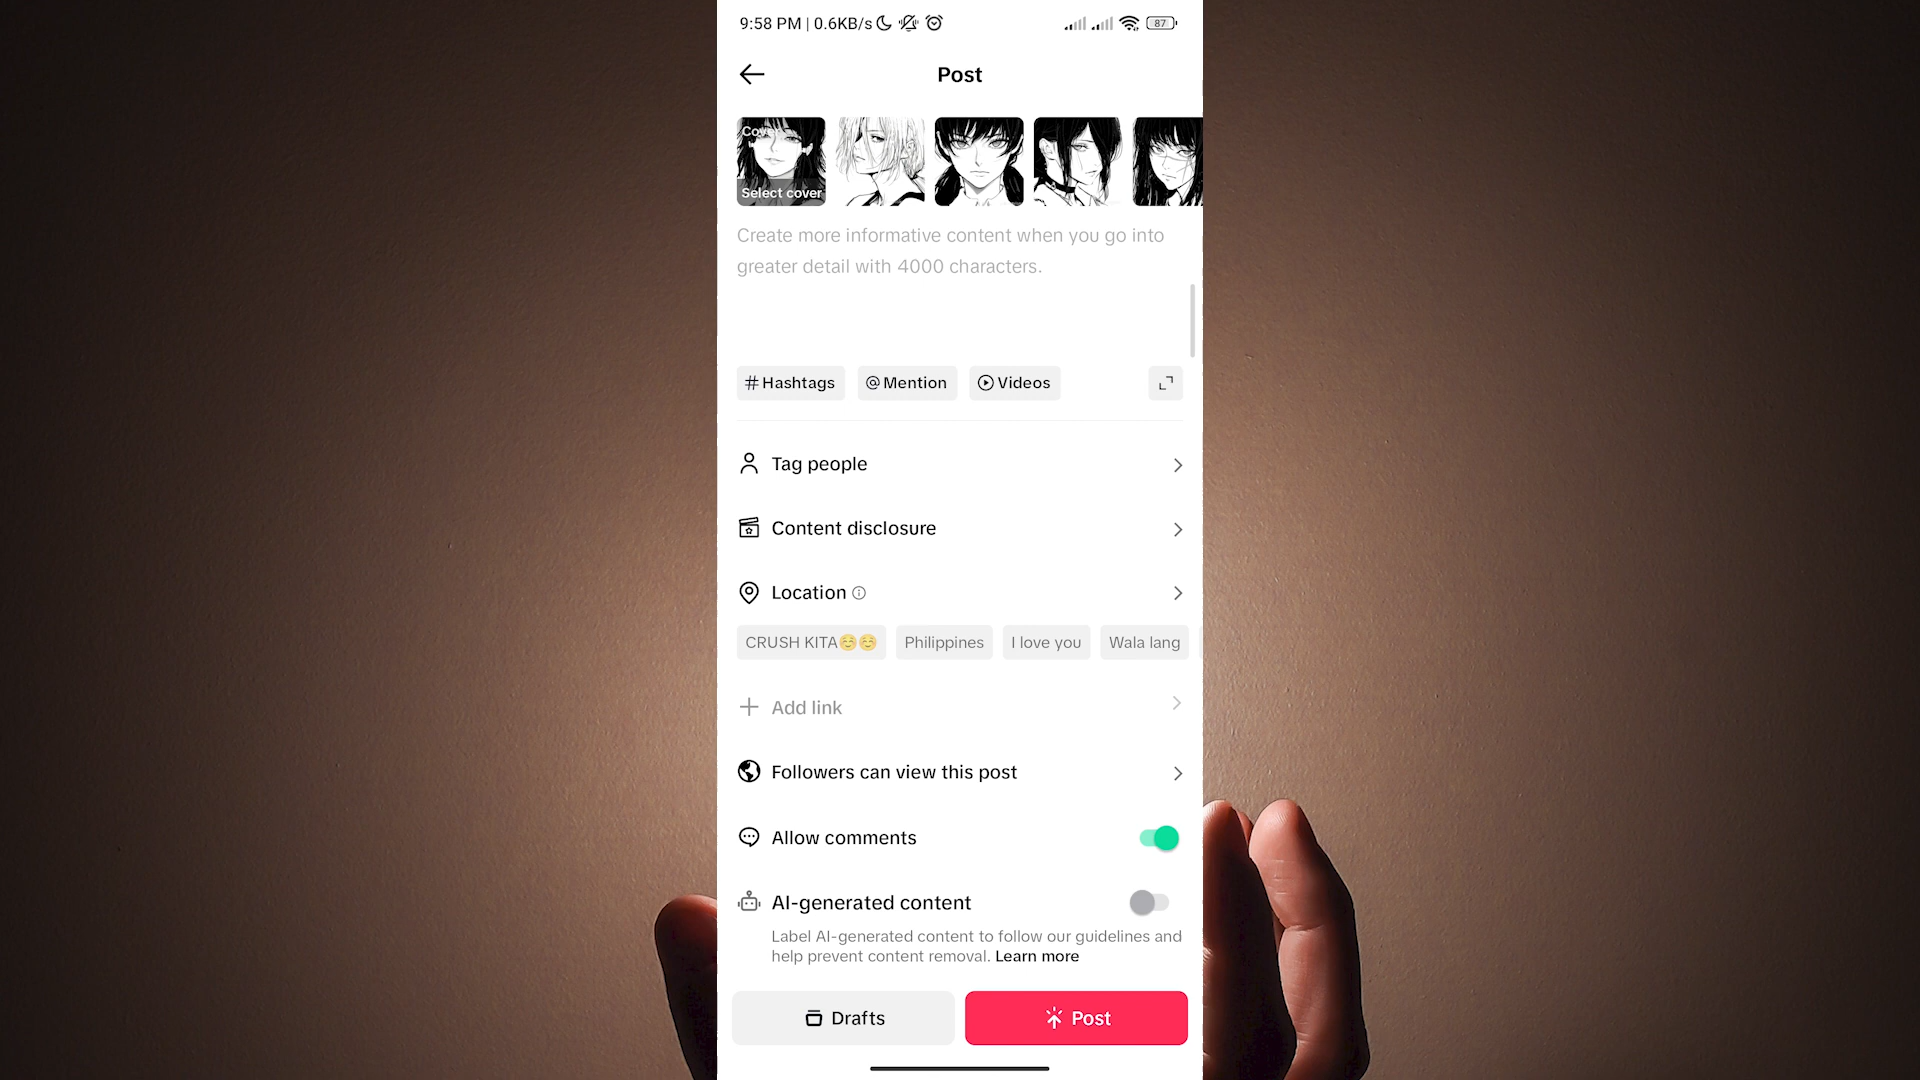 9:58 PM | 0.6KB/s
87
Post
Cover
Select cover
Create more informative content when you go into
greater detail with 4000 characters.
# Hashtags
@ Mention
Videos
Tag people
Content disclosure
Location
CRUSH KITA☺️☺️
Philippines
I love you
Wala lang
Add link
Followers can view this post
Allow comments
AI-generated content
Label AI-generated content to follow our guidelines and
help prevent content removal. Learn more
Drafts
Post